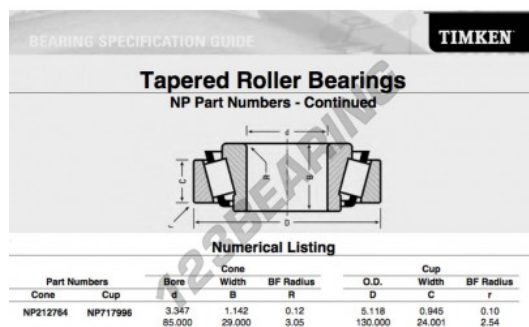 BEARING SPECIFICATION GUIDE
TIMKEN
Tapered Roller Bearings
NP Part Numbers - Continued
d
C
R
B
r
D
123BEARING
Numerical Listing
Cone Cup
Part Numbers Bore Width BF Radius O.D. Width BF Radius
Cone Cup d B R D C r
NP212764 NP717996 3.347 1.142 0.12 5.118 0.945 0.10
85.000 29.000 3.05 130.000 24.001 2.54